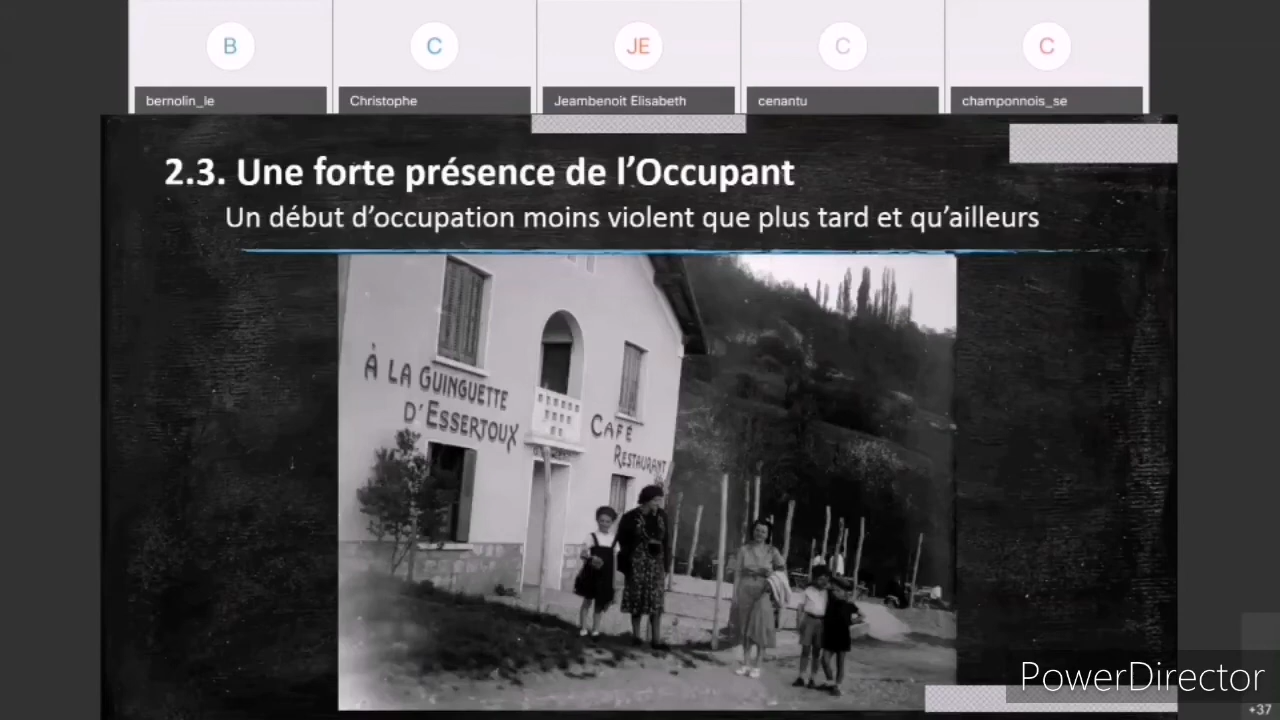 B
C
JE
C
C
bernolin_le
Christophe
Jeambenoit Elisabeth
cenantu
champonnois_se
2.3. Une forte présence de l'Occupant
Un début d'occupation moins violent que plus tard et qu'ailleurs
À LA GUINGUETTE
D'ESSERTOUX
CAFÉ
RESTAURANT
PowerDirector
+37